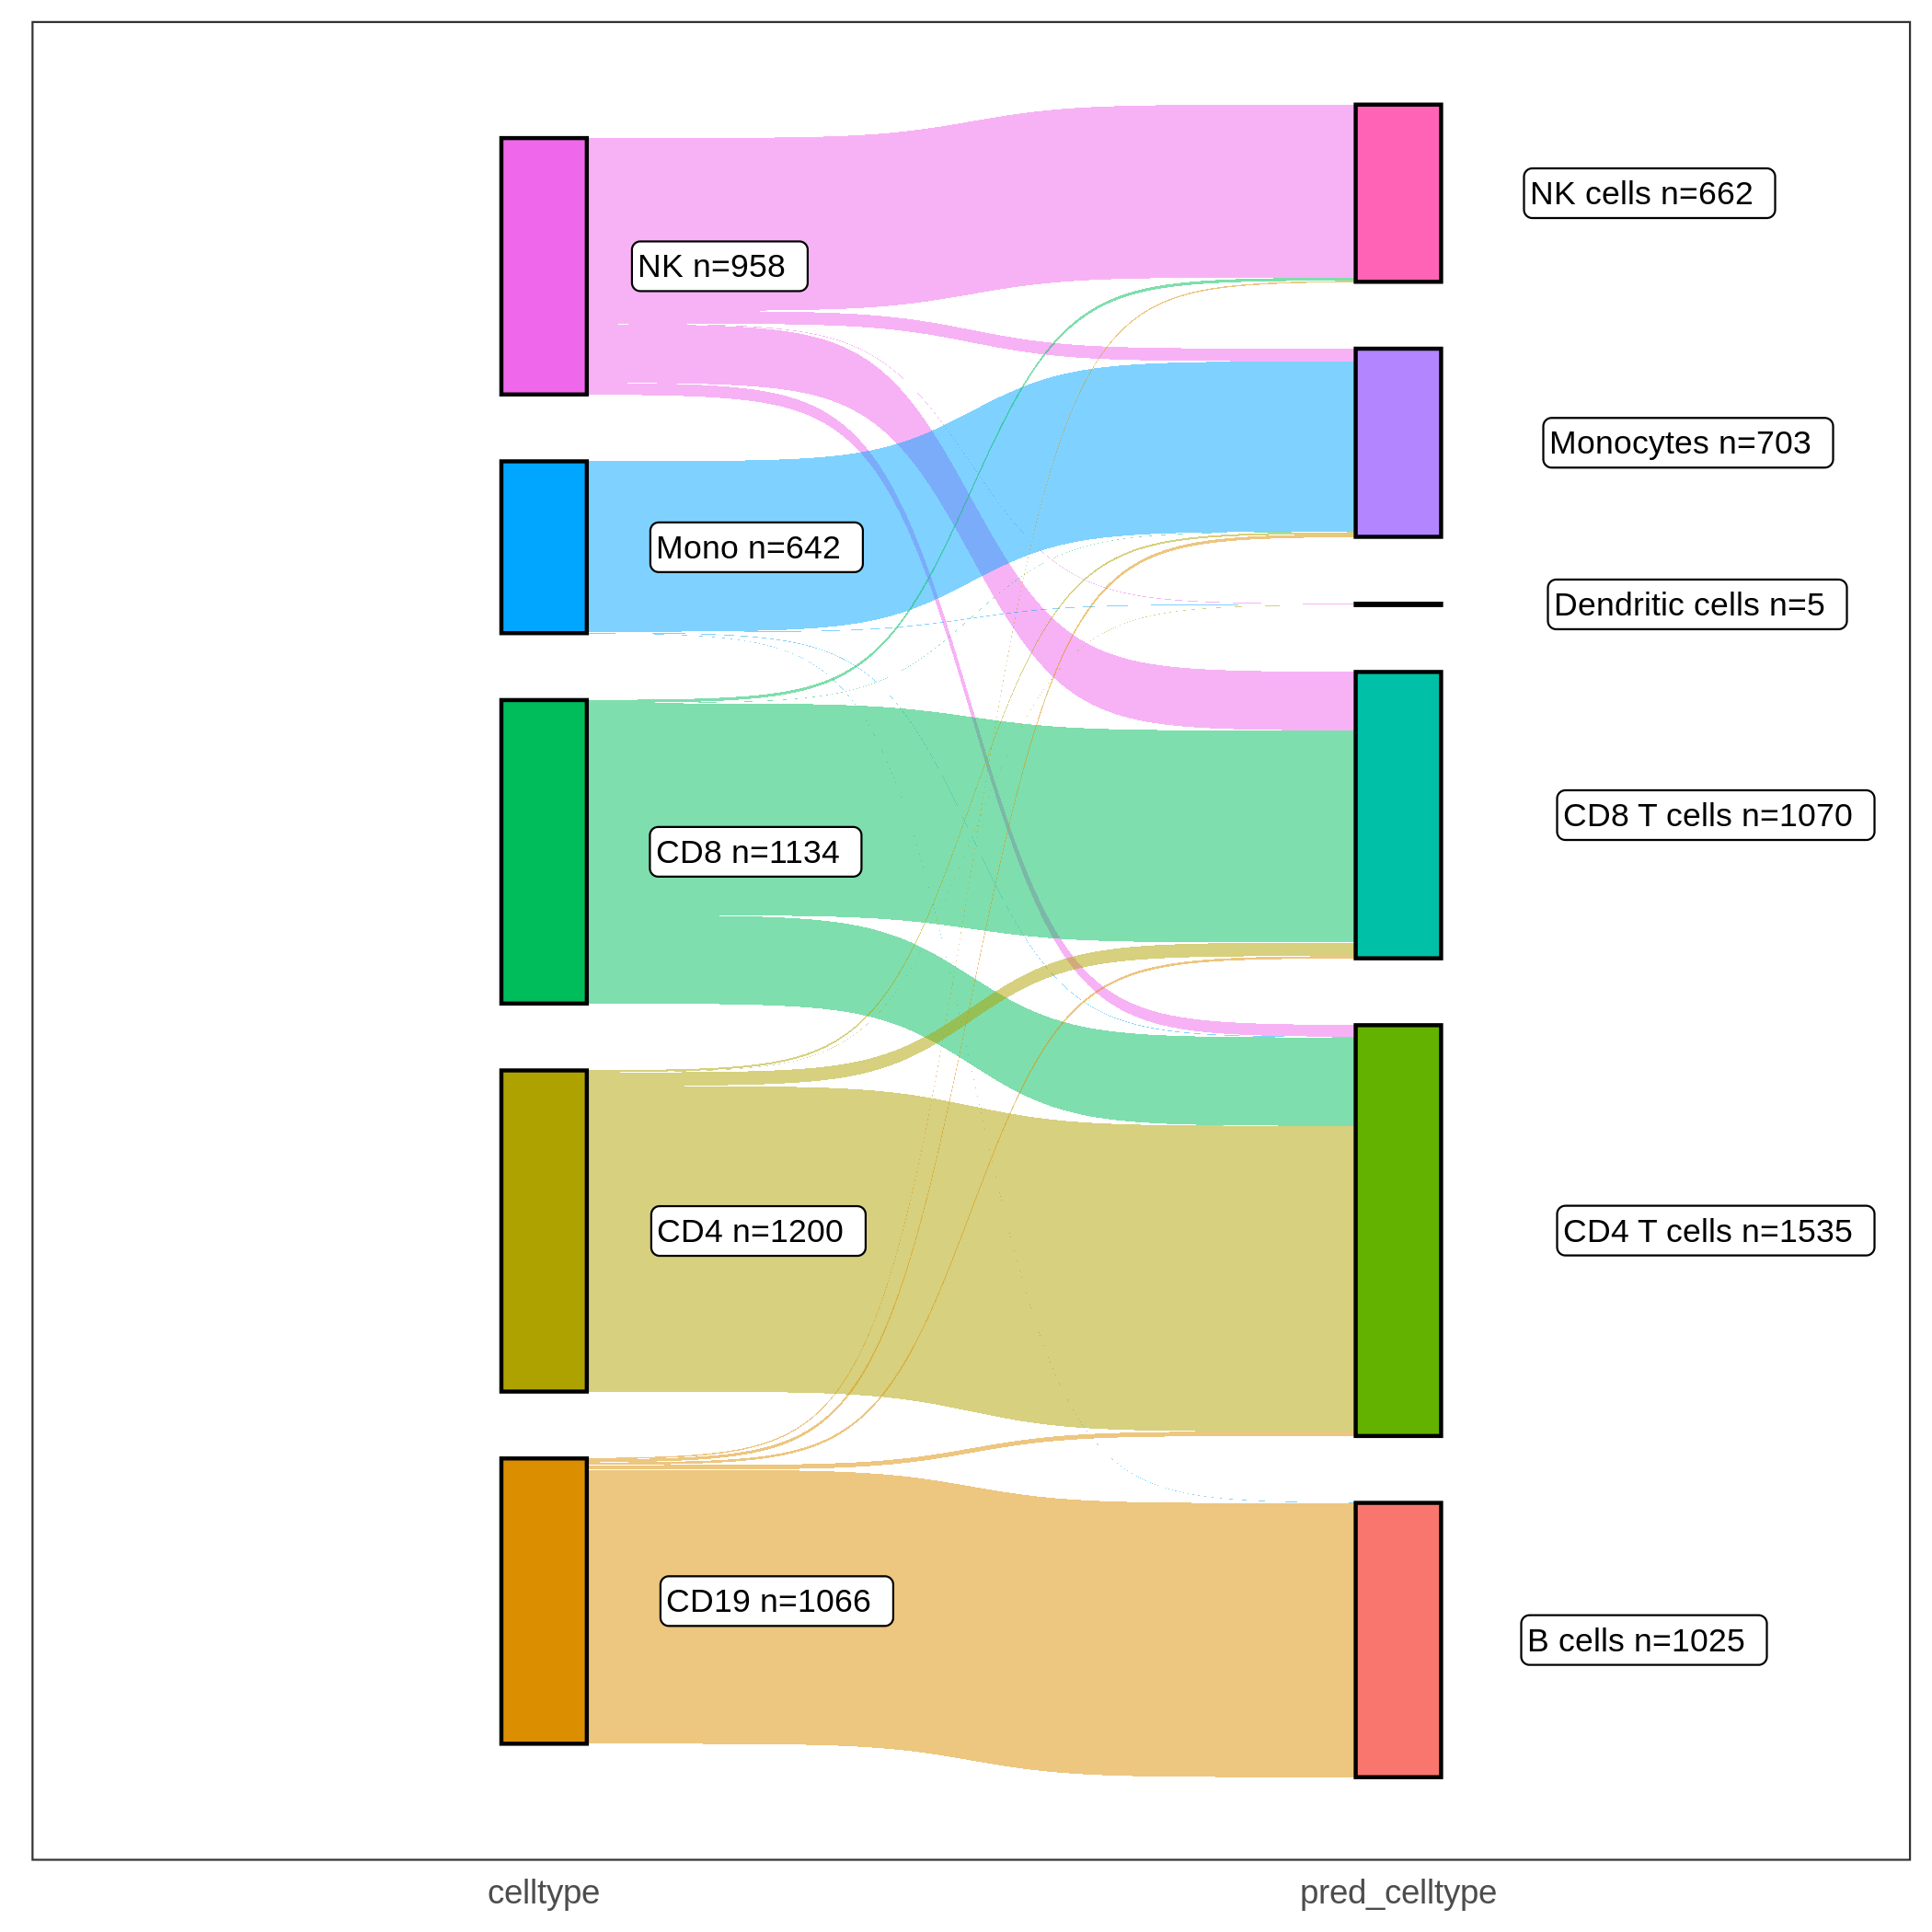 NK cells n=662
NK n=958
Monocytes n=703
Mono n=642
Dendritic cells n=5
CD8 T cells n=1070
CD8 n=1134
CD4 n=1200
CD4 T cells n=1535
CD19 n=1066
B cells n=1025
celltype
pred_celltype